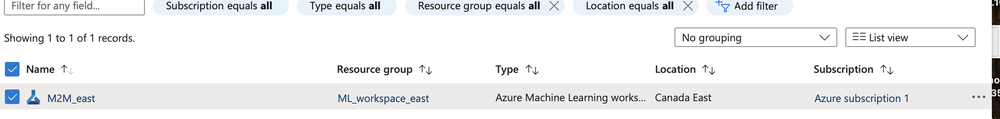 Filter for any field...
Subscription equals all
Type equals all
Resource group equals all
Location equals all
Add filter
Showing 1 to 1 of 1 records.
No grouping
List view
Name
Resource group
Type
Location
Subscription
M2M_east
ML_workspace_east
Azure Machine Learning works...
Canada East
Azure subscription 1